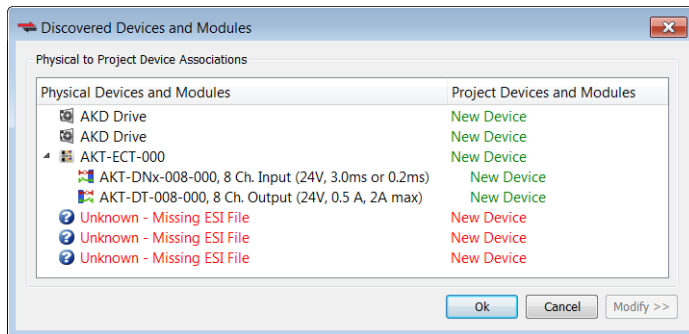 Discovered Devices and Modules
Physical to Project Device Associations
Physical Devices and Modules Project Devices and Modules
AKD Drive New Device
AKD Drive New Device
AKT-ECT-000 New Device
AKT-DNx-008-000, 8 Ch. Input (24V, 3.0ms or 0.2ms) New Device
AKT-DT-008-000, 8 Ch. Output (24V, 0.5 A, 2A max) New Device
Unknown - Missing ESI File New Device
Unknown - Missing ESI File New Device
Unknown - Missing ESI File New Device
Ok Cancel Modify >>